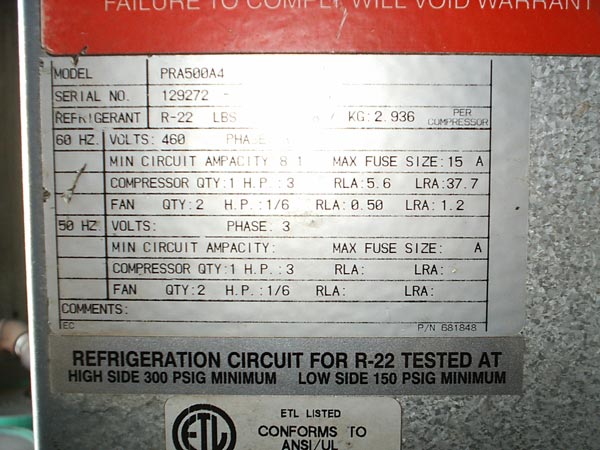 FAILURE TO COMPLY WILL VOID WARRANT
MODEL PRA500A4
SERIAL NO. 129272 -
REFRIGERANT R-22 LBS KG: 2.936 PER COMPRESSOR
60 HZ. VOLTS: 460 PHASE
MIN CIRCUIT AMPACITY 8.1 MAX FUSE SIZE: 15 A
COMPRESSOR QTY: 1 H.P. : 3 RLA: 5.6 LRA: 37.7
FAN QTY: 2 H.P. : 1/6 RLA: 0.50 LRA: 1.2
50 HZ VOLTS: PHASE: 3
MIN CIRCUIT AMPACITY: MAX FUSE SIZE: A
COMPRESSOR QTY: 1 H.P. : 3 RLA: LRA:
FAN QTY: 2 H.P. : 1/6 RLA: LRA:
COMMENTS:
EC P/N 681848
REFRIGERATION CIRCUIT FOR R-22 TESTED AT
HIGH SIDE 300 PSIG MINIMUM LOW SIDE 150 PSIG MINIMUM
ETL
ETL LISTED
CONFORMS TO
ANSI/UL